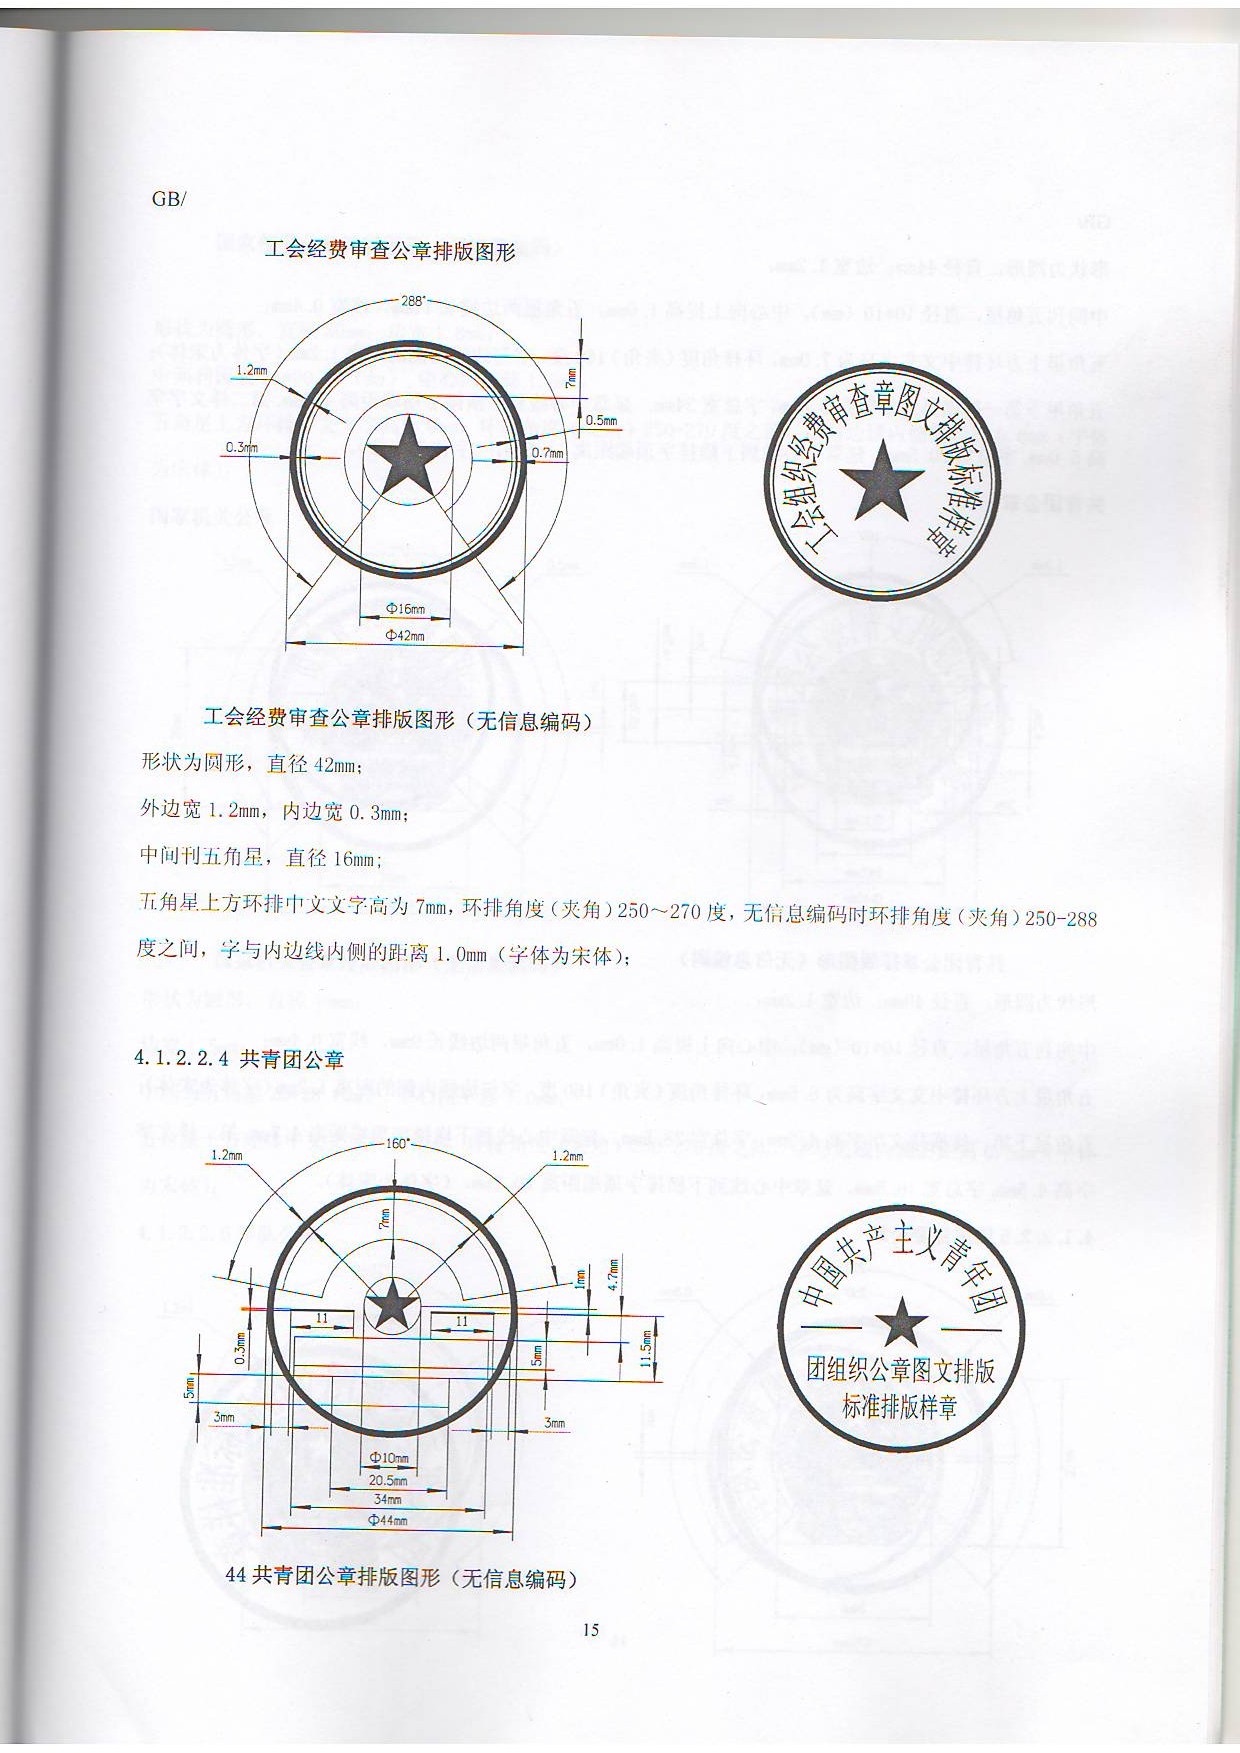 GB/
工会经费审查公章排版图形
288°
1.2mm
7mm
0.5mm
0.3mm
0.7mm
Φ16mm
Φ42mm
工会组织经费审查章图文排版标准样章
工会经费审查公章排版图形（无信息编码）
形状为圆形，直径 42mm；
外边宽 1.2mm，内边宽 0.3mm；
中间刊五角星，直径 16mm；
五角星上方环排中文文字高为 7mm，环排角度（夹角）250～270 度，无信息编码时环排角度（夹角）250-288
度之间，字与内边线内侧的距离 1.0mm（字体为宋体）；
4.1.2.2.4 共青团公章
160°
1.2mm
1.2mm
7mm
1mm
4.7mm
11
11
0.3mm
5mm
11.5mm
5mm
3mm
3mm
Φ10mm
20.5mm
34mm
Φ44mm
中国共产主义青年团
团组织公章图文排版
标准排版样章
44 共青团公章排版图形（无信息编码）
15